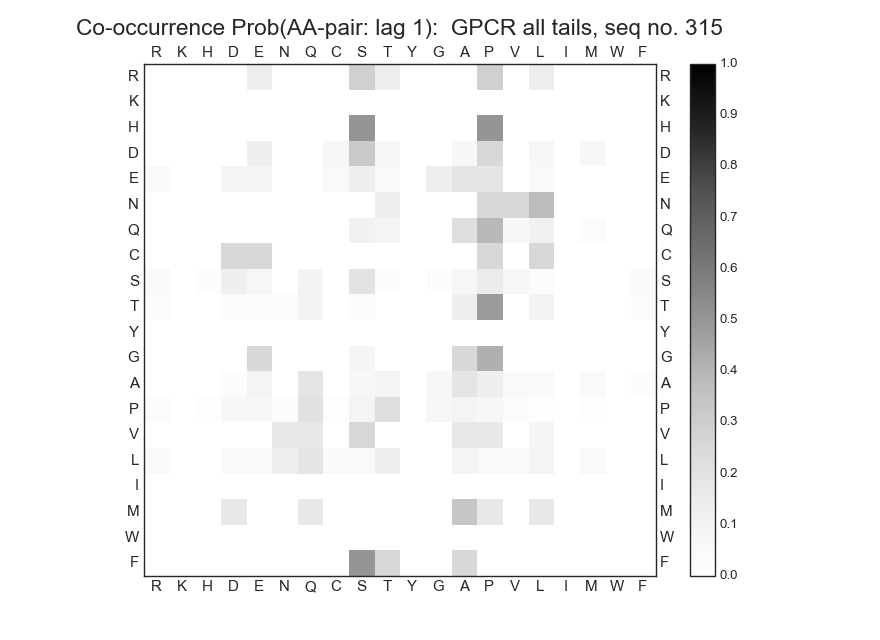 Co-occurrence Prob(AA-pair: lag 1):  GPCR all tails, seq no. 315
R K H D E N Q C S T Y G A P V L I M W F
R R 1.0
K K
H H 0.9
D D 0.8
E E
N N 0.7
Q Q
C C 0.6
S S
T T 0.5
Y Y
G G 0.4
A A
P P 0.3
V V
L L 0.2
I I
M M 0.1
W W
F F 0.0
R K H D E N Q C S T Y G A P V L I M W F